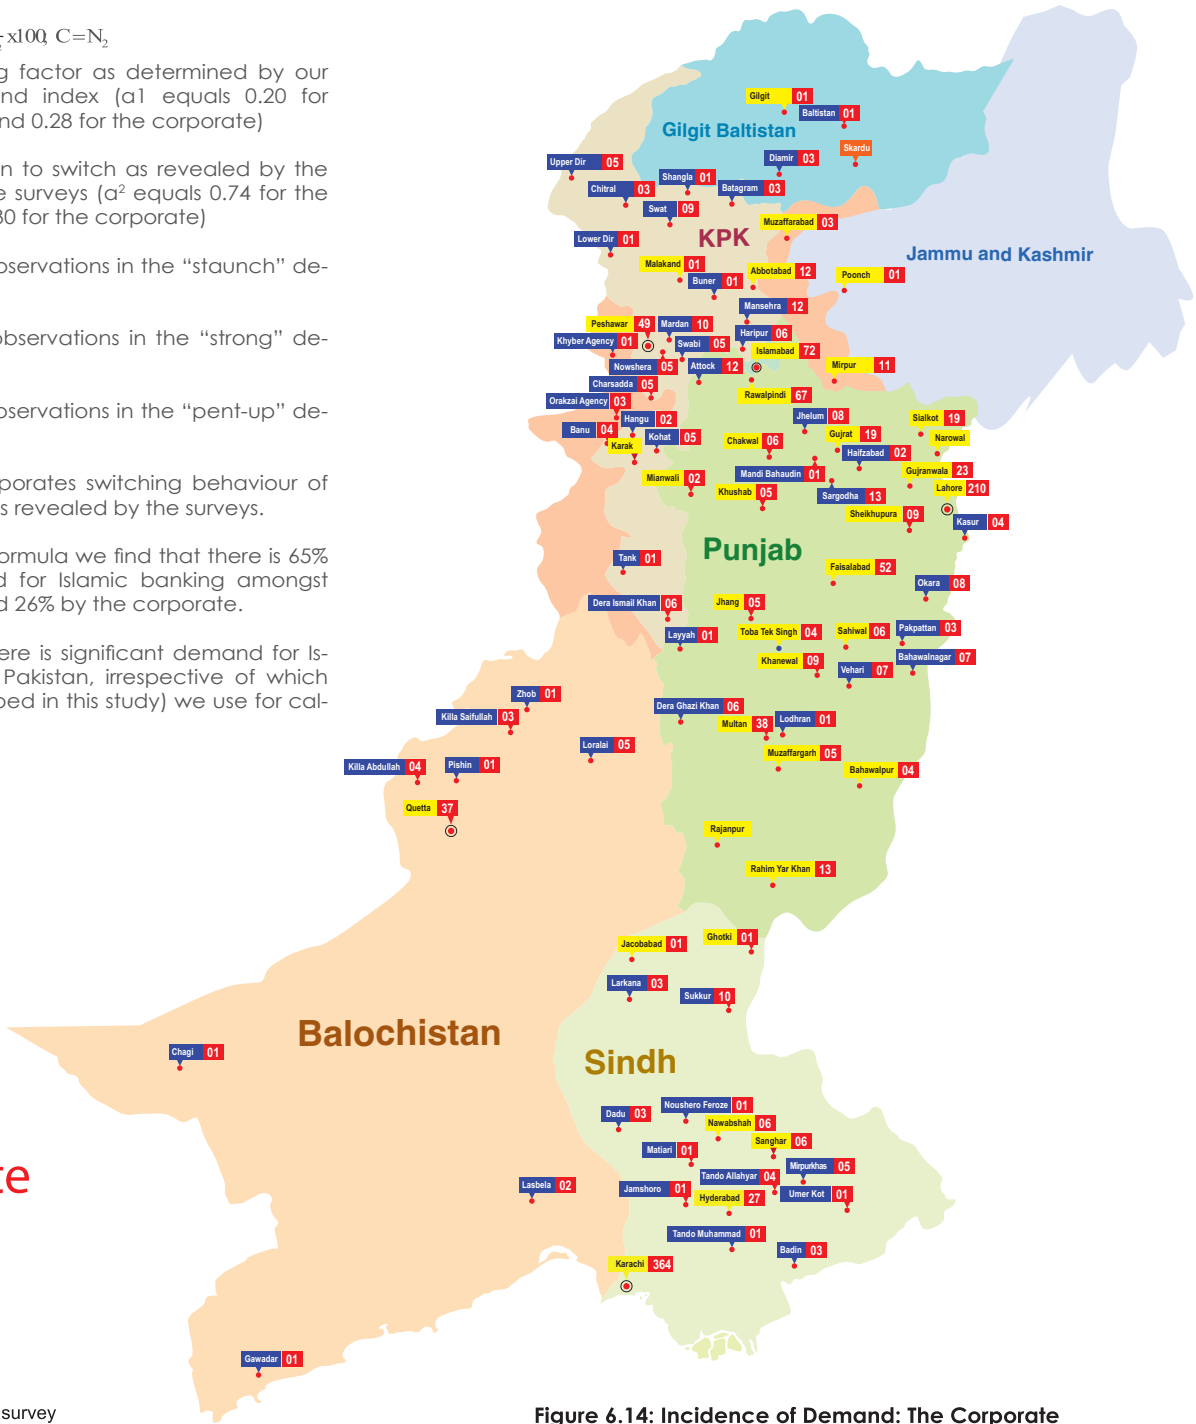 x100, C=N2
g factor as determined by our
nd index (a1 equals 0.20 for
nd 0.28 for the corporate)
n to switch as revealed by the
e surveys (a2 equals 0.74 for the
80 for the corporate)
bservations in the “staunch” de-
observations in the “strong” de-
bservations in the “pent-up” de-
porates switching behaviour of
s revealed by the surveys.
ormula we find that there is 65%
d for Islamic banking amongst
d 26% by the corporate.
ere is significant demand for Is-
Pakistan, irrespective of which
bed in this study) we use for cal-
te
survey
Gilgit 01
Baltistan 01
Gilgit Baltistan
Skardu
Diamir 03
Upper Dir 05
Shangla 01
Chitral 03
Batagram 03
Swat 09
Muzaffarabad 03
KPK
Lower Dir 01
Jammu and Kashmir
Malakand 01
Abbotabad 12
Poonch 01
Buner 01
Mansehra 12
Peshawar 49
Mardan 10
Haripur 06
Khyber Agency 01
Swabi 05
Islamabad 72
Nowshera 05
Attock 12
Mirpur 11
Charsadda 05
Rawalpindi 67
Orakzai Agency 03
Hangu 02
Jhelum 08
Sialkot 19
Banu 04
Kohat 05
Gujrat 19
Narowal
Karak
Chakwal 06
Haifzabad 02
Mianwali 02
Mandi Bahaudin 01
Gujranwala 23
Khushab 05
Sargodha 13
Lahore 210
Sheikhupura 09
Kasur 04
Punjab
Tank 01
Faisalabad 52
Okara 08
Dera Ismail Khan 06
Jhang 05
Layyah 01
Toba Tek Singh 04
Sahiwal 06
Pakpattan 03
Khanewal 09
Vehari 07
Bahawalnagar 07
Zhob 01
Dera Ghazi Khan 06
Killa Saifullah 03
Multan 38
Lodhran 01
Loralai 05
Muzaffargarh 05
Killa Abdullah 04
Pishin 01
Bahawalpur 04
Quetta 37
Rajanpur
Rahim Yar Khan 13
Jacobabad 01
Ghotki 01
Larkana 03
Sukkur 10
Balochistan
Chagi 01
Sindh
Dadu 03
Noushero Feroze 01
Nawabshah 06
Sanghar 06
Matiari 01
Mirpurkhas 05
Tando Allahyar 04
Lasbela 02
Jamshoro 01
Hyderabad 27
Umer Kot 01
Tando Muhammad 01
Badin 03
Karachi 364
Gawadar 01
Figure 6.14: Incidence of Demand: The Corporate